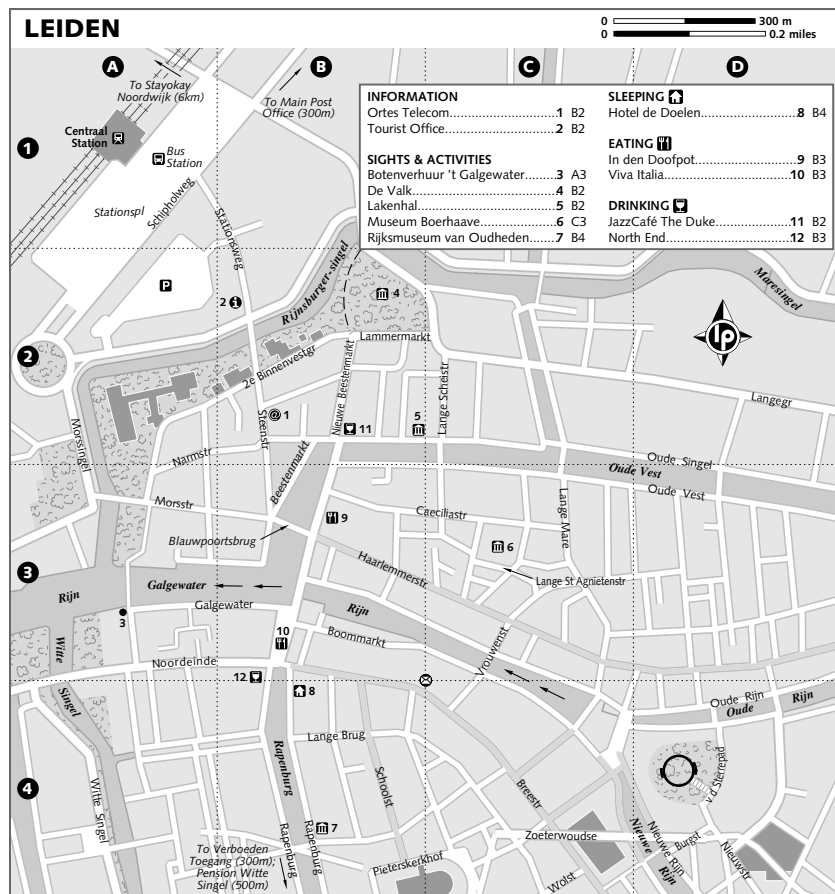 LEIDEN
0 300 m
0 0.2 miles
A B C D
To Stayokay
Noordwijk (6km)
To Main Post
Office (300m)
INFORMATION
Ortes Telecom 1 B2
Tourist Office 2 B2
SIGHTS & ACTIVITIES
Botenverhuur 't Galgewater 3 A3
De Valk 4 B2
Lakenhal 5 B2
Museum Boerhaave 6 C3
Rijksmuseum van Oudheden 7 B4
SLEEPING
Hotel de Doelen 8 B4
EATING
In den Doofpot 9 B3
Viva Italia 10 B3
DRINKING
JazzCafé The Duke 11 B2
North End 12 B3
1
Centraal
Station
Bus
Station
Stationspl
Schipholweg
Stationsweg
P
2
Rijnsburger-singel
4
Maresingel
lp
2
Lammermarkt
2e Binnenvestgr
Nieuwe Beestenmarkt
Lange Scheistr
Langegr
Morssingel
@ 1
Steenstr
11
5
Namstr
Beestenmarkt
Oude Singel
Oude Vest
Oude Vest
Morsstr
9
Caeciliastr
Lange Mare
Blauwpoortsbrug
6
3
Haarlemmerstr
Lange St Agnietenstr
Rijn
Galgewater
Galgewater
Rijn
3
Witte
Singel
10
Boommarkt
Vrouwenst
Noordeinde
12
8
Oude Rijn
Oude Rijn
Rapenburg
Lange Brug
Schoolst
v.d. Sterrepad
4
Witte Singel
Breestr
7
Rapenburg
Rapenburg
Zoeterwoudse
Nieuwe Rijn
Nieuwe Rijn
Burgst
Nieuwstr
To Verboeden
Toegang (300m);
Pension Witte
Singel (500m)
Pieterskerkhof
Wolst